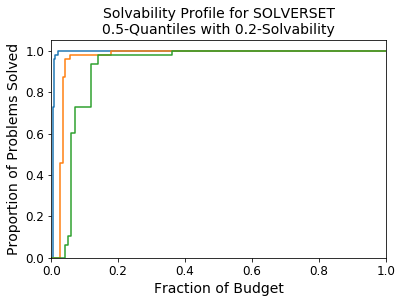 Solvability Profile for SOLVERSET
0.5-Quantiles with 0.2-Solvability
Proportion of Problems Solved
1.0
0.8
0.6
0.4
0.2
0.0
0.0 0.2 0.4 0.6 0.8 1.0
Fraction of Budget